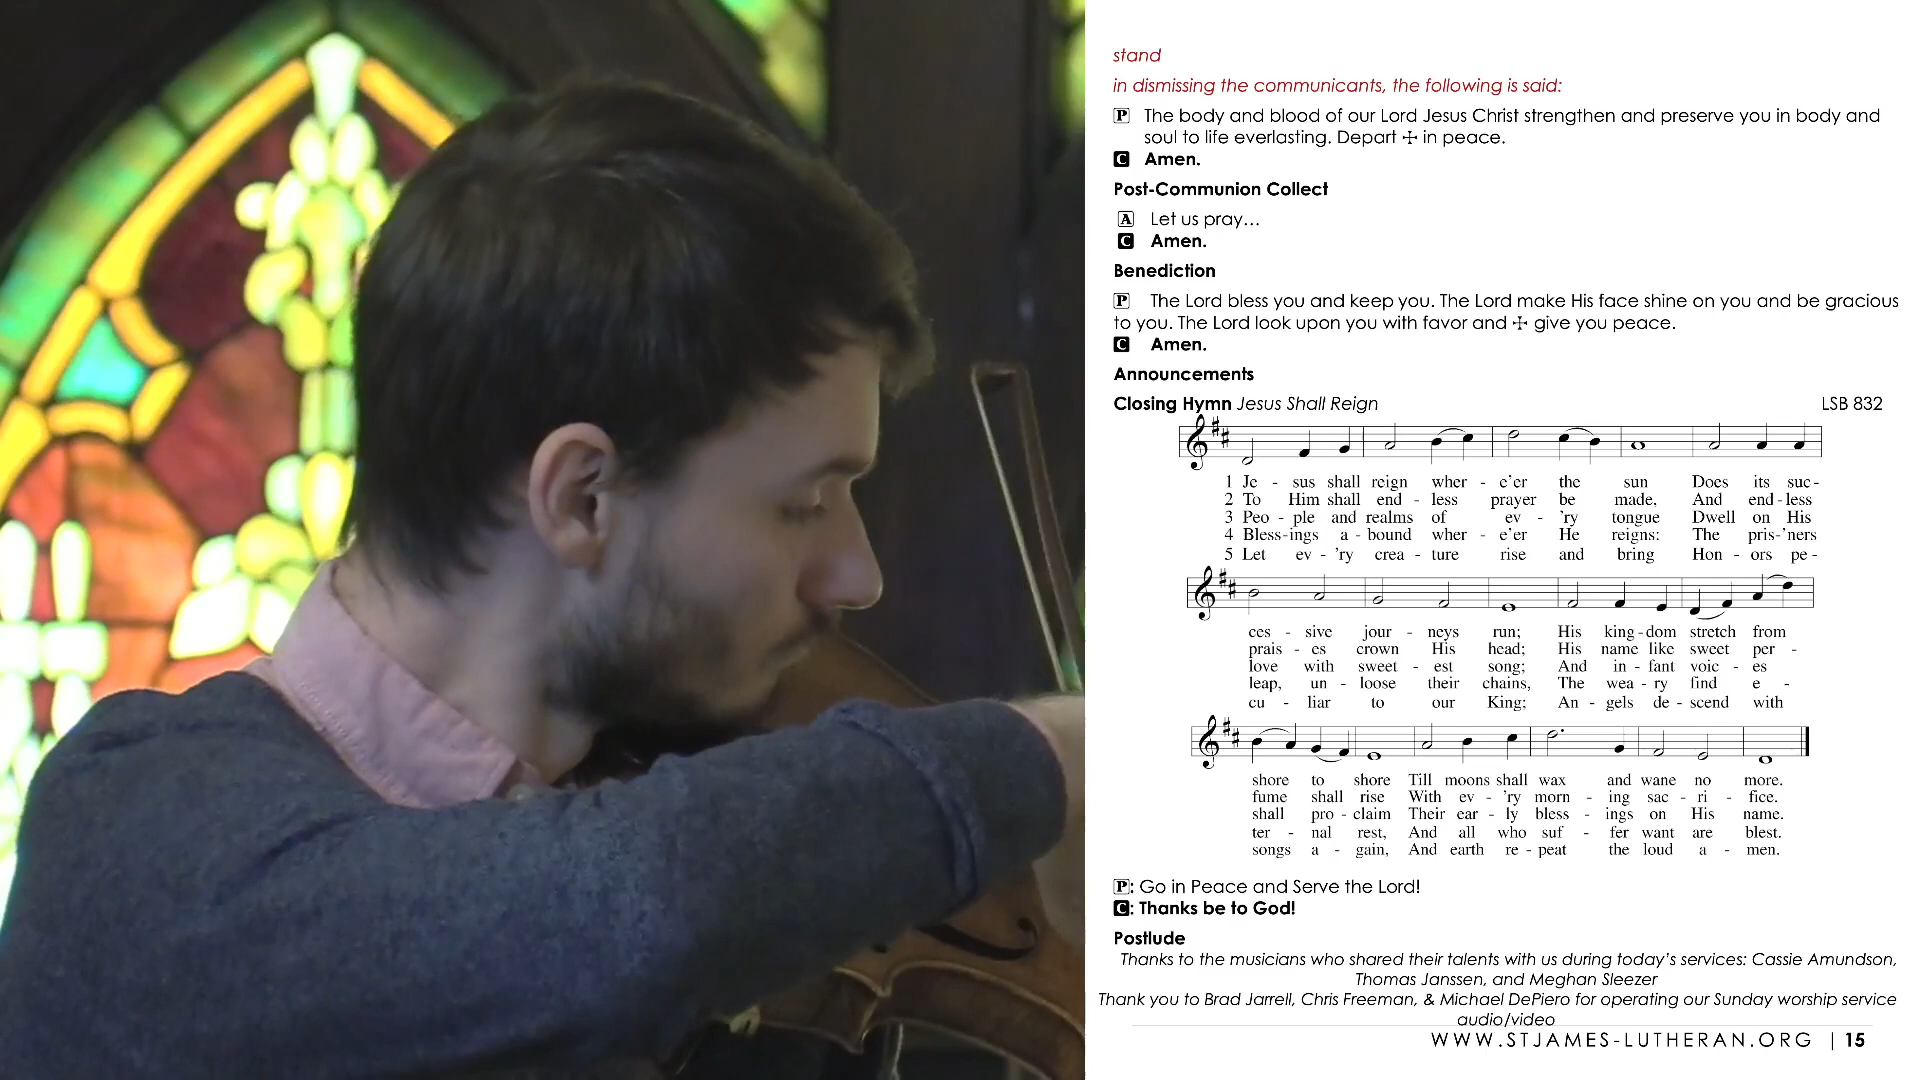 stand
in dismissing the communicants, the following is said:
P The body and blood of our Lord Jesus Christ strengthen and preserve you in body and
soul to life everlasting. Depart ☩ in peace.
C Amen.
Post-Communion Collect
A Let us pray…
C Amen.
Benediction
P The Lord bless you and keep you. The Lord make His face shine on you and be gracious
to you. The Lord look upon you with favor and ☩ give you peace.
C Amen.
Announcements
Closing Hymn Jesus Shall Reign LSB 832
1 Je - sus shall reign wher - e'er the sun Does its suc-
2 To Him shall end - less prayer be made, And end - less
3 Peo - ple and realms of ev - 'ry tongue Dwell on His
4 Bless-ings a - bound wher - e'er He reigns: The pris-'ners
5 Let ev - 'ry crea - ture rise and bring Hon - ors pe -
ces - sive jour - neys run; His king - dom stretch from
prais - es crown His head; His name like sweet per -
love with sweet - est song; And in - fant voic - es
leap, un - loose their chains, The wea - ry find e -
cu - liar to our King; An - gels de - scend with
shore to shore Till moons shall wax and wane no more.
fume shall rise With ev - 'ry morn - ing sac - ri - fice.
shall pro - claim Their ear - ly bless - ings on His name.
ter - nal rest, And all who suf - fer want are blest.
songs a - gain, And earth re - peat the loud a - men.
P: Go in Peace and Serve the Lord!
C: Thanks be to God!
Postlude
Thanks to the musicians who shared their talents with us during today's services: Cassie Amundson,
Thomas Janssen, and Meghan Sleezer
Thank you to Brad Jarrell, Chris Freeman, & Michael DePiero for operating our Sunday worship service
audio/video
WWW.STJAMES-LUTHERAN.ORG | 15